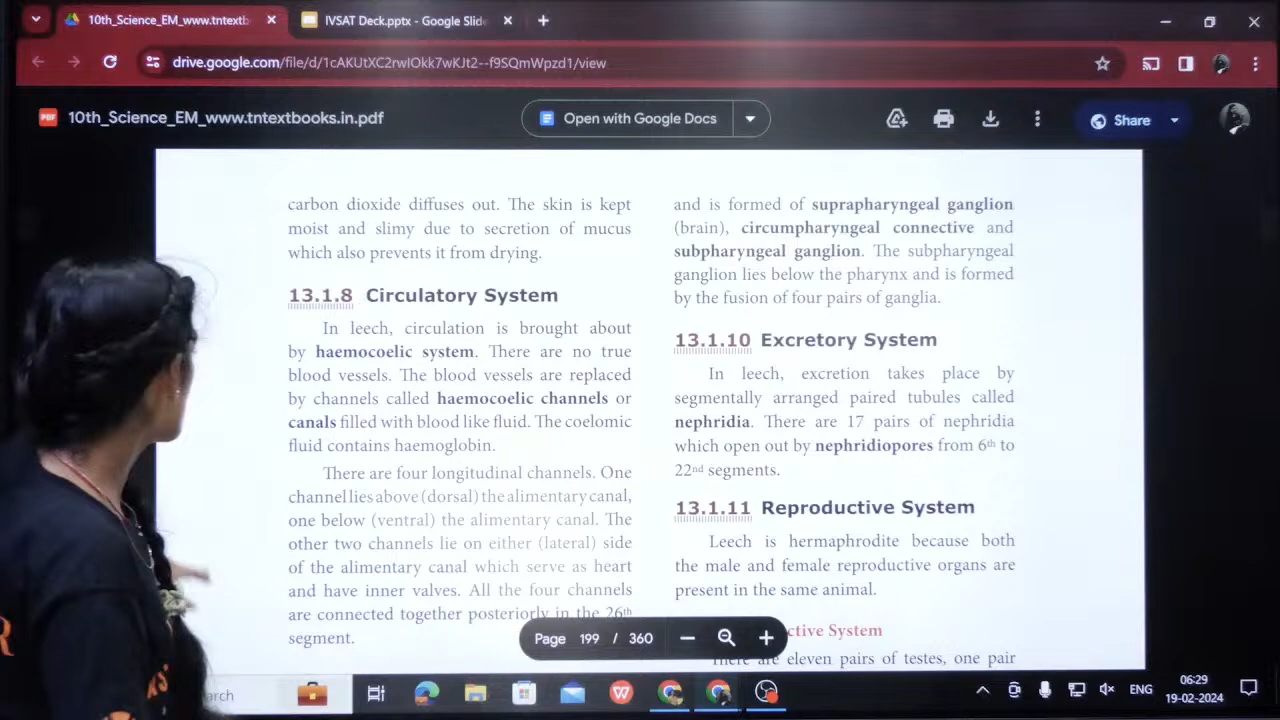 10th_Science_EM_www.tntextb
IVSAT Deck.pptx - Google Slid
drive.google.com/file/d/1cAKUtXC2rwIOkk7wKJt2--f9SQmWpzd1/view
PDF
10th_Science_EM_www.tntextbooks.in.pdf
Open with Google Docs
Share
carbon dioxide diffuses out. The skin is kept
moist and slimy due to secretion of mucus
which also prevents it from drying.
13.1.8 Circulatory System
In leech, circulation is brought about
by haemocoelic system. There are no true
blood vessels. The blood vessels are replaced
by channels called haemocoelic channels or
canals filled with blood like fluid. The coelomic
fluid contains haemoglobin.
There are four longitudinal channels. One
channel lies above (dorsal) the alimentary canal,
one below (ventral) the alimentary canal. The
other two channels lie on either (lateral) side
of the alimentary canal which serve as heart
and have inner valves. All the four channels
are connected together posteriorly in the 26th
segment.
and is formed of suprapharyngeal ganglion
(brain), circumpharyngeal connective and
subpharyngeal ganglion. The subpharyngeal
ganglion lies below the pharynx and is formed
by the fusion of four pairs of ganglia.
13.1.10 Excretory System
In leech, excretion takes place by
segmentally arranged paired tubules called
nephridia. There are 17 pairs of nephridia
which open out by nephridiopores from 6th to
22nd segments.
13.1.11 Reproductive System
Leech is hermaphrodite because both
the male and female reproductive organs are
present in the same animal.
ctive System
There are eleven pairs of testes, one pair
Page 199 / 360
arch
ENG
06:29
19-02-2024